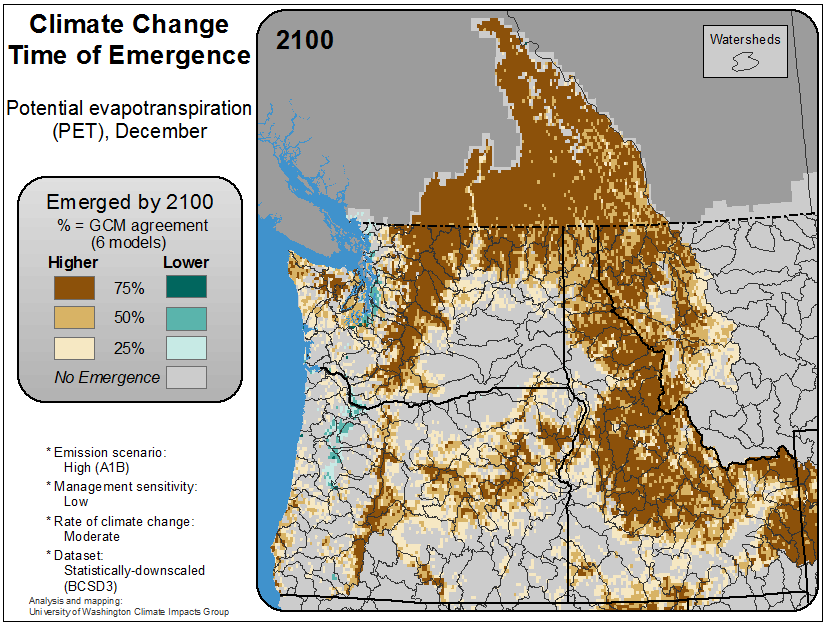 Climate Change
Time of Emergence
Potential evapotranspiration
(PET), December
Emerged by 2100
% = GCM agreement
(6 models)
Higher Lower
75%
50%
25%
No Emergence
* Emission scenario:
High (A1B)
* Management sensitivity:
Low
* Rate of climate change:
Moderate
* Dataset:
Statistically-downscaled
(BCSD3)
Analysis and mapping:
University of Washington Climate Impacts Group
2100
Watersheds